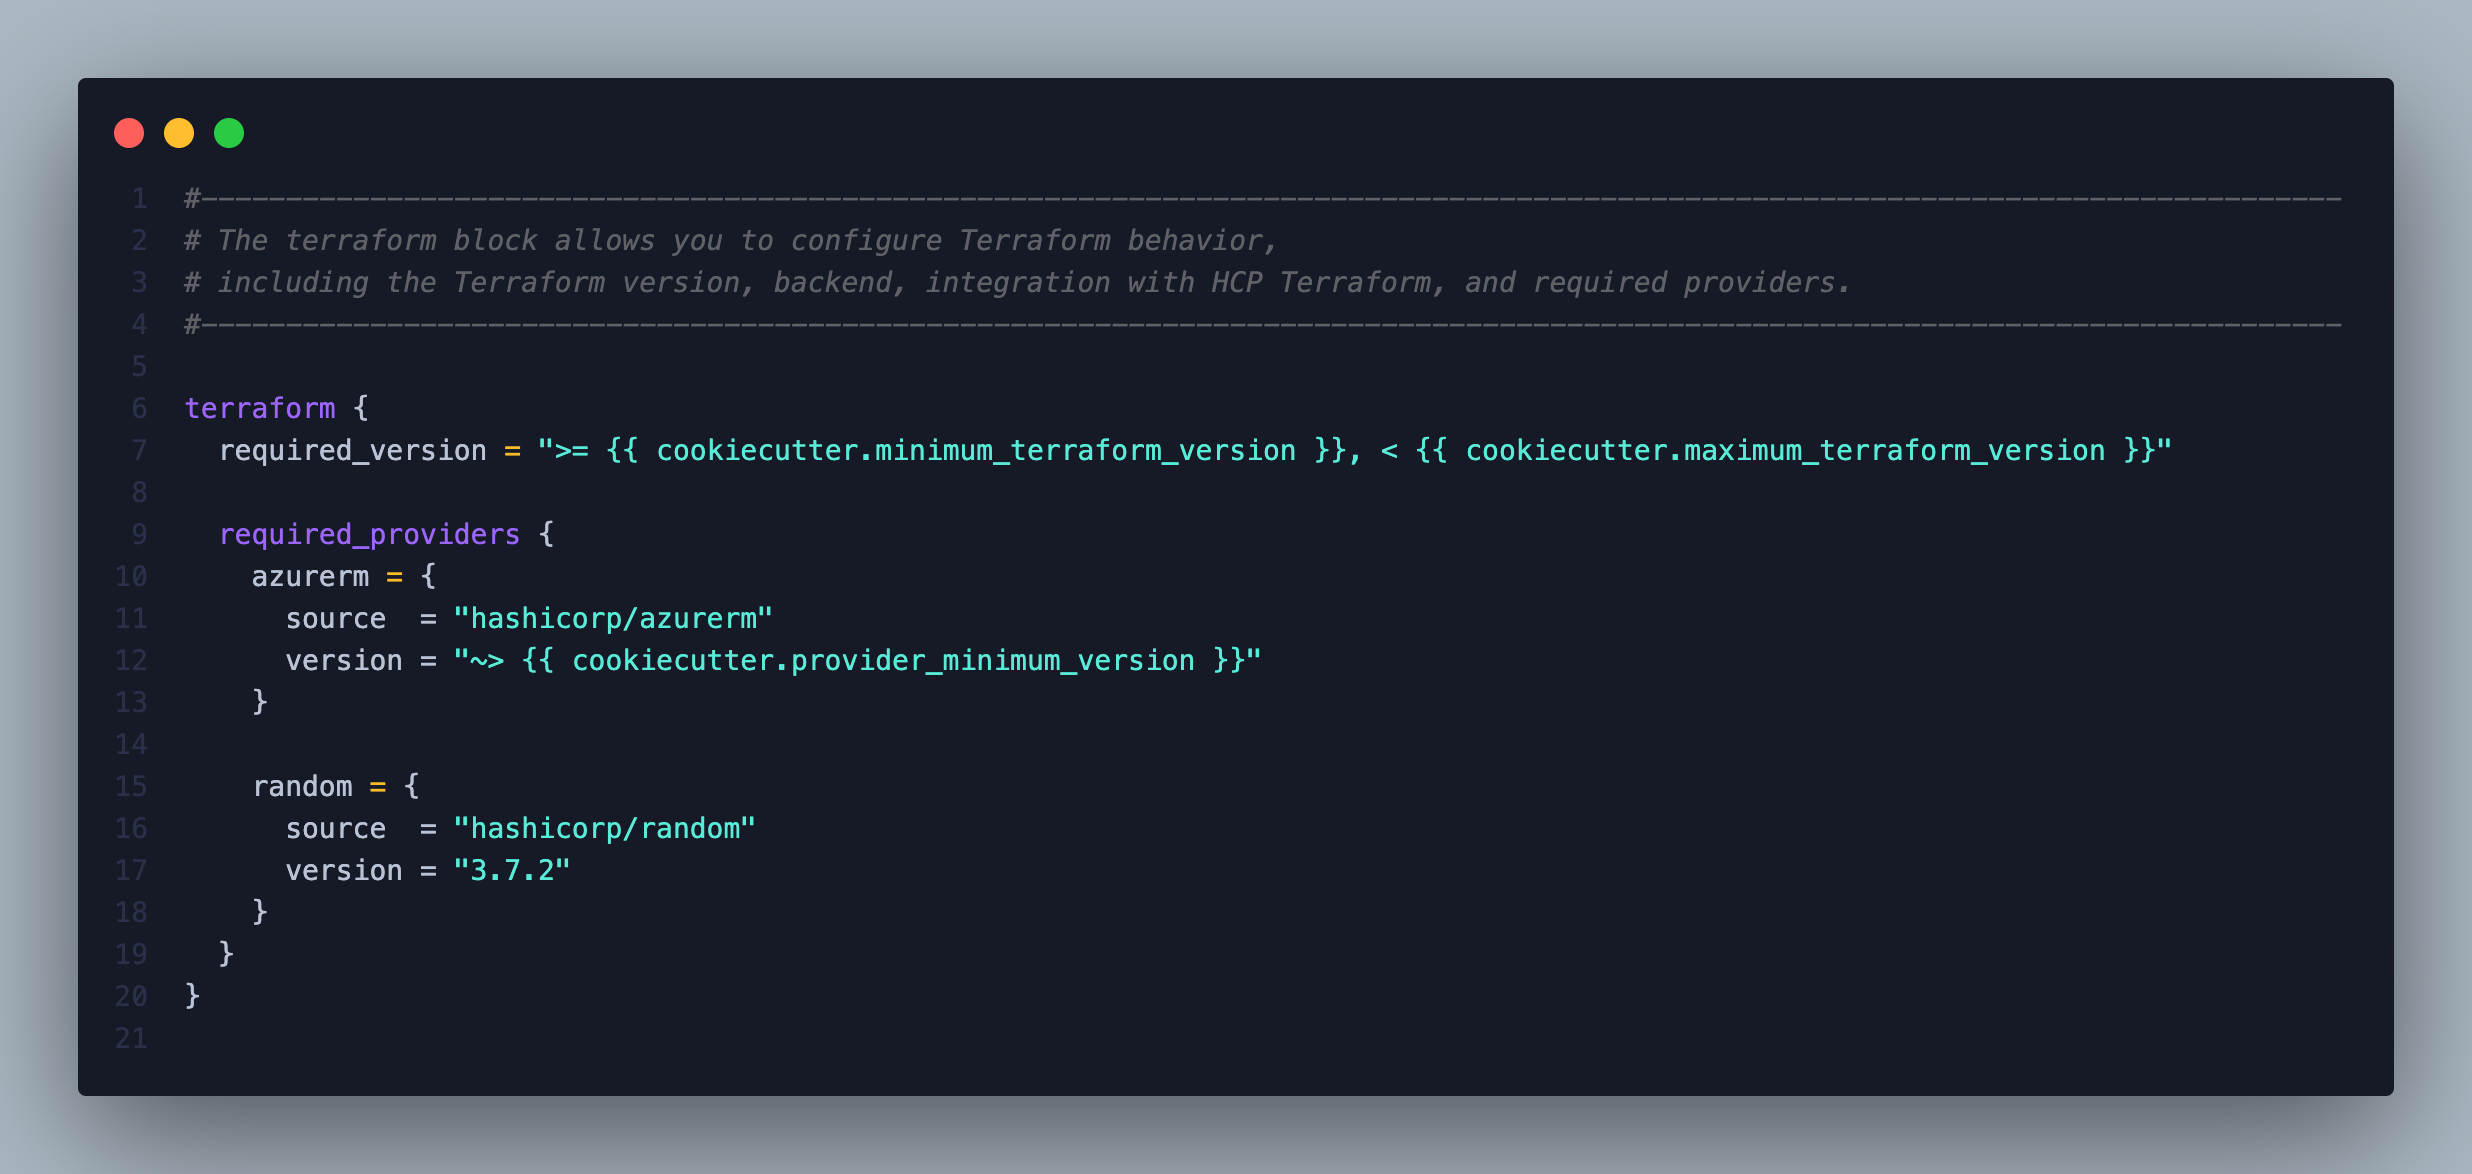 1 #-------------------------------------------------------------------------------------------------------------------------------
2 # The terraform block allows you to configure Terraform behavior,
3 # including the Terraform version, backend, integration with HCP Terraform, and required providers.
4 #-------------------------------------------------------------------------------------------------------------------------------
5
6 terraform {
7   required_version = ">= {{ cookiecutter.minimum_terraform_version }}, < {{ cookiecutter.maximum_terraform_version }}"
8
9   required_providers {
10     azurerm = {
11       source  = "hashicorp/azurerm"
12       version = "~> {{ cookiecutter.provider_minimum_version }}"
13     }
14
15     random = {
16       source  = "hashicorp/random"
17       version = "3.7.2"
18     }
19   }
20 }
21